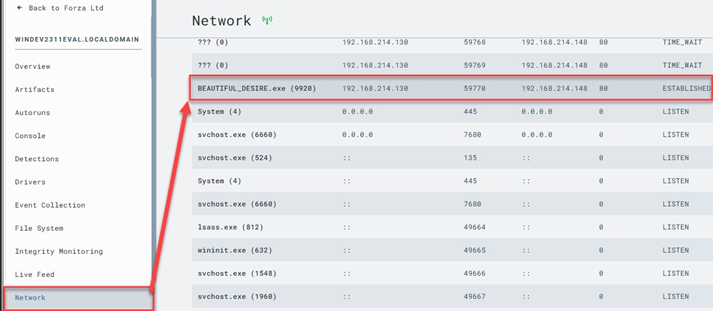 ← Back to Forza Ltd
WINDEV2311EVAL.LOCALDOMAIN
Overview
Artifacts
Autoruns
Console
Detections
Drivers
Event Collection
File System
Integrity Monitoring
Live Feed
Network
Network
??? (0) 192.168.214.130 59768 192.168.214.148 80 TIME_WAIT
??? (0) 192.168.214.130 59769 192.168.214.148 80 TIME_WAIT
BEAUTIFUL_DESIRE.exe (9920) 192.168.214.130 59770 192.168.214.148 80 ESTABLISHED
System (4) 0.0.0.0 445 0.0.0.0 0 LISTEN
svchost.exe (6660) 0.0.0.0 7680 0.0.0.0 0 LISTEN
svchost.exe (524) :: 135 :: 0 LISTEN
System (4) :: 445 :: 0 LISTEN
svchost.exe (6660) :: 7680 :: 0 LISTEN
lsass.exe (812) :: 49664 :: 0 LISTEN
wininit.exe (632) :: 49665 :: 0 LISTEN
svchost.exe (1548) :: 49666 :: 0 LISTEN
svchost.exe (1960) :: 49667 :: 0 LISTEN